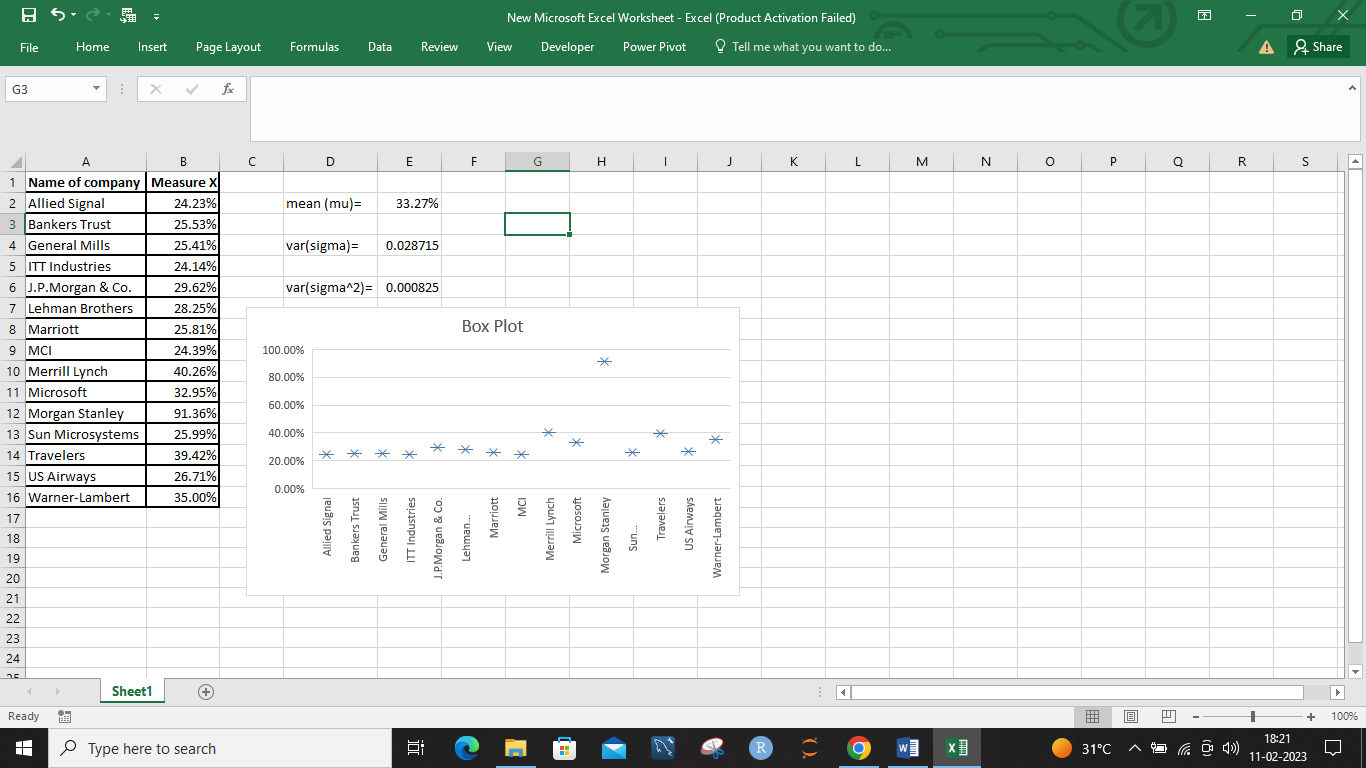 New Microsoft Excel Worksheet - Excel (Product Activation Failed)
File Home Insert Page Layout Formulas Data Review View Developer Power Pivot Tell me what you want to do... Share
G3 fx
A B C D E F G H I J K L M N O P Q R S
1 Name of company Measure X
2 Allied Signal 24.23% mean (mu)= 33.27%
3 Bankers Trust 25.53%
4 General Mills 25.41% var(sigma)= 0.028715
5 ITT Industries 24.14%
6 J.P.Morgan & Co. 29.62% var(sigma^2)= 0.000825
7 Lehman Brothers 28.25%
8 Marriott 25.81%
9 MCI 24.39%
10 Merrill Lynch 40.26%
11 Microsoft 32.95%
12 Morgan Stanley 91.36%
13 Sun Microsystems 25.99%
14 Travelers 39.42%
15 US Airways 26.71%
16 Warner-Lambert 35.00%
17
18
19
20
21
22
23
24
25
Box Plot
100.00%
80.00%
60.00%
40.00%
20.00%
0.00%
Allied Signal
Bankers Trust
General Mills
ITT Industries
J.P.Morgan & Co.
Lehman...
Marriott
MCI
Merrill Lynch
Microsoft
Morgan Stanley
Sun...
Travelers
US Airways
Warner-Lambert
Sheet1
Ready 100%
Type here to search R W X 31°C 18:21
11-02-2023